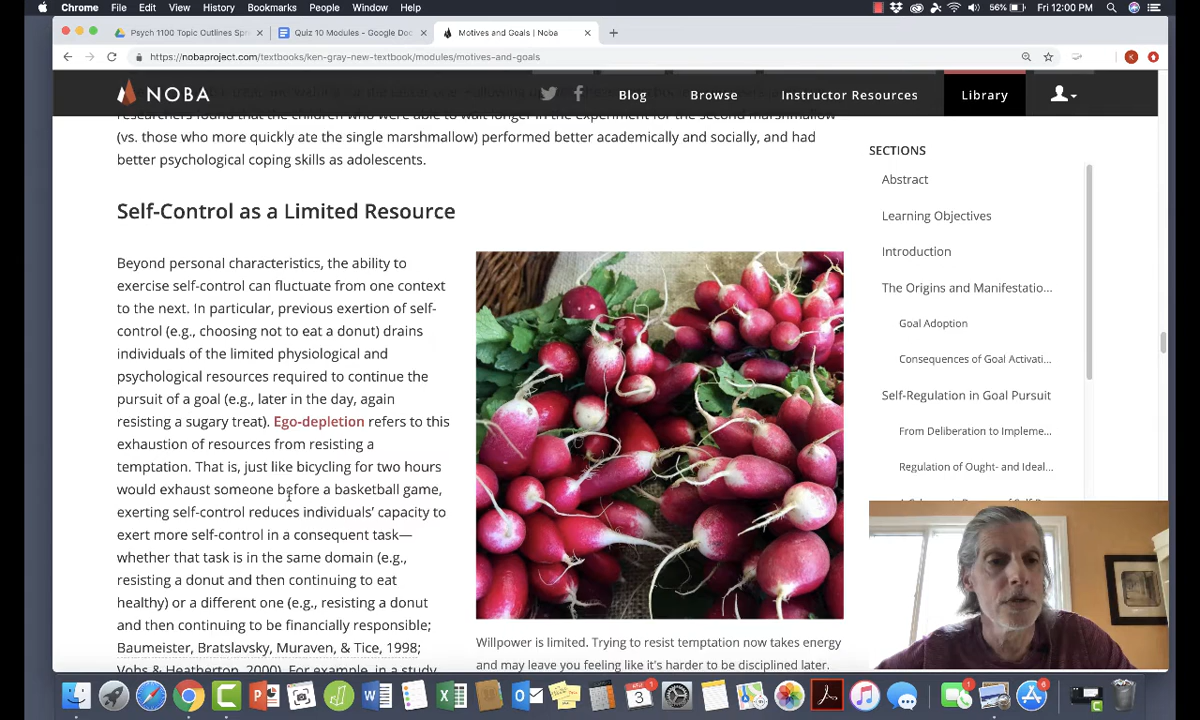 Chrome File Edit View History Bookmarks People Window Help 56% Fri 12:00 PM
Psych 1100 Topic Outlines Spr Quiz 10 Modules - Google Doc Motives and Goals | Noba
https://nobaproject.com/textbooks/ken-gray-new-textbook/modules/motives-and-goals
NOBA Blog Browse Instructor Resources Library
researchers found that the children who were able to wait longer in the experiment for the second marshmallow
(vs. those who more quickly ate the single marshmallow) performed better academically and socially, and had
better psychological coping skills as adolescents.
Self-Control as a Limited Resource
Beyond personal characteristics, the ability to
exercise self-control can fluctuate from one context
to the next. In particular, previous exertion of self-
control (e.g., choosing not to eat a donut) drains
individuals of the limited physiological and
psychological resources required to continue the
pursuit of a goal (e.g., later in the day, again
resisting a sugary treat). Ego-depletion refers to this
exhaustion of resources from resisting a
temptation. That is, just like bicycling for two hours
would exhaust someone before a basketball game,
exerting self-control reduces individuals' capacity to
exert more self-control in a consequent task—
whether that task is in the same domain (e.g.,
resisting a donut and then continuing to eat
healthy) or a different one (e.g., resisting a donut
and then continuing to be financially responsible;
Baumeister, Bratslavsky, Muraven, & Tice, 1998;
Vohs & Heatherton, 2000). For example, in a study
Willpower is limited. Trying to resist temptation now takes energy
and may leave you feeling like it's harder to be disciplined later.
SECTIONS
Abstract
Learning Objectives
Introduction
The Origins and Manifestatio...
Goal Adoption
Consequences of Goal Activati...
Self-Regulation in Goal Pursuit
From Deliberation to Impleme...
Regulation of Ought- and Ideal...